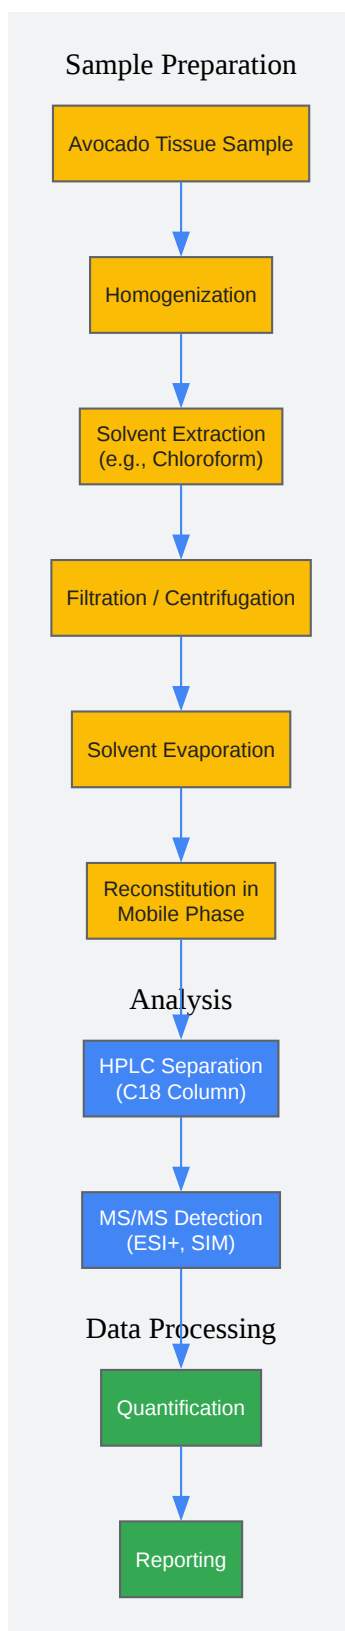 Sample Preparation
Avocado Tissue Sample
Homogenization
Solvent Extraction
(e.g., Chloroform)
Filtration / Centrifugation
Solvent Evaporation
Reconstitution in
Mobile Phase
Analysis
HPLC Separation
(C18 Column)
MS/MS Detection
(ESI+, SIM)
Data Processing
Quantification
Reporting